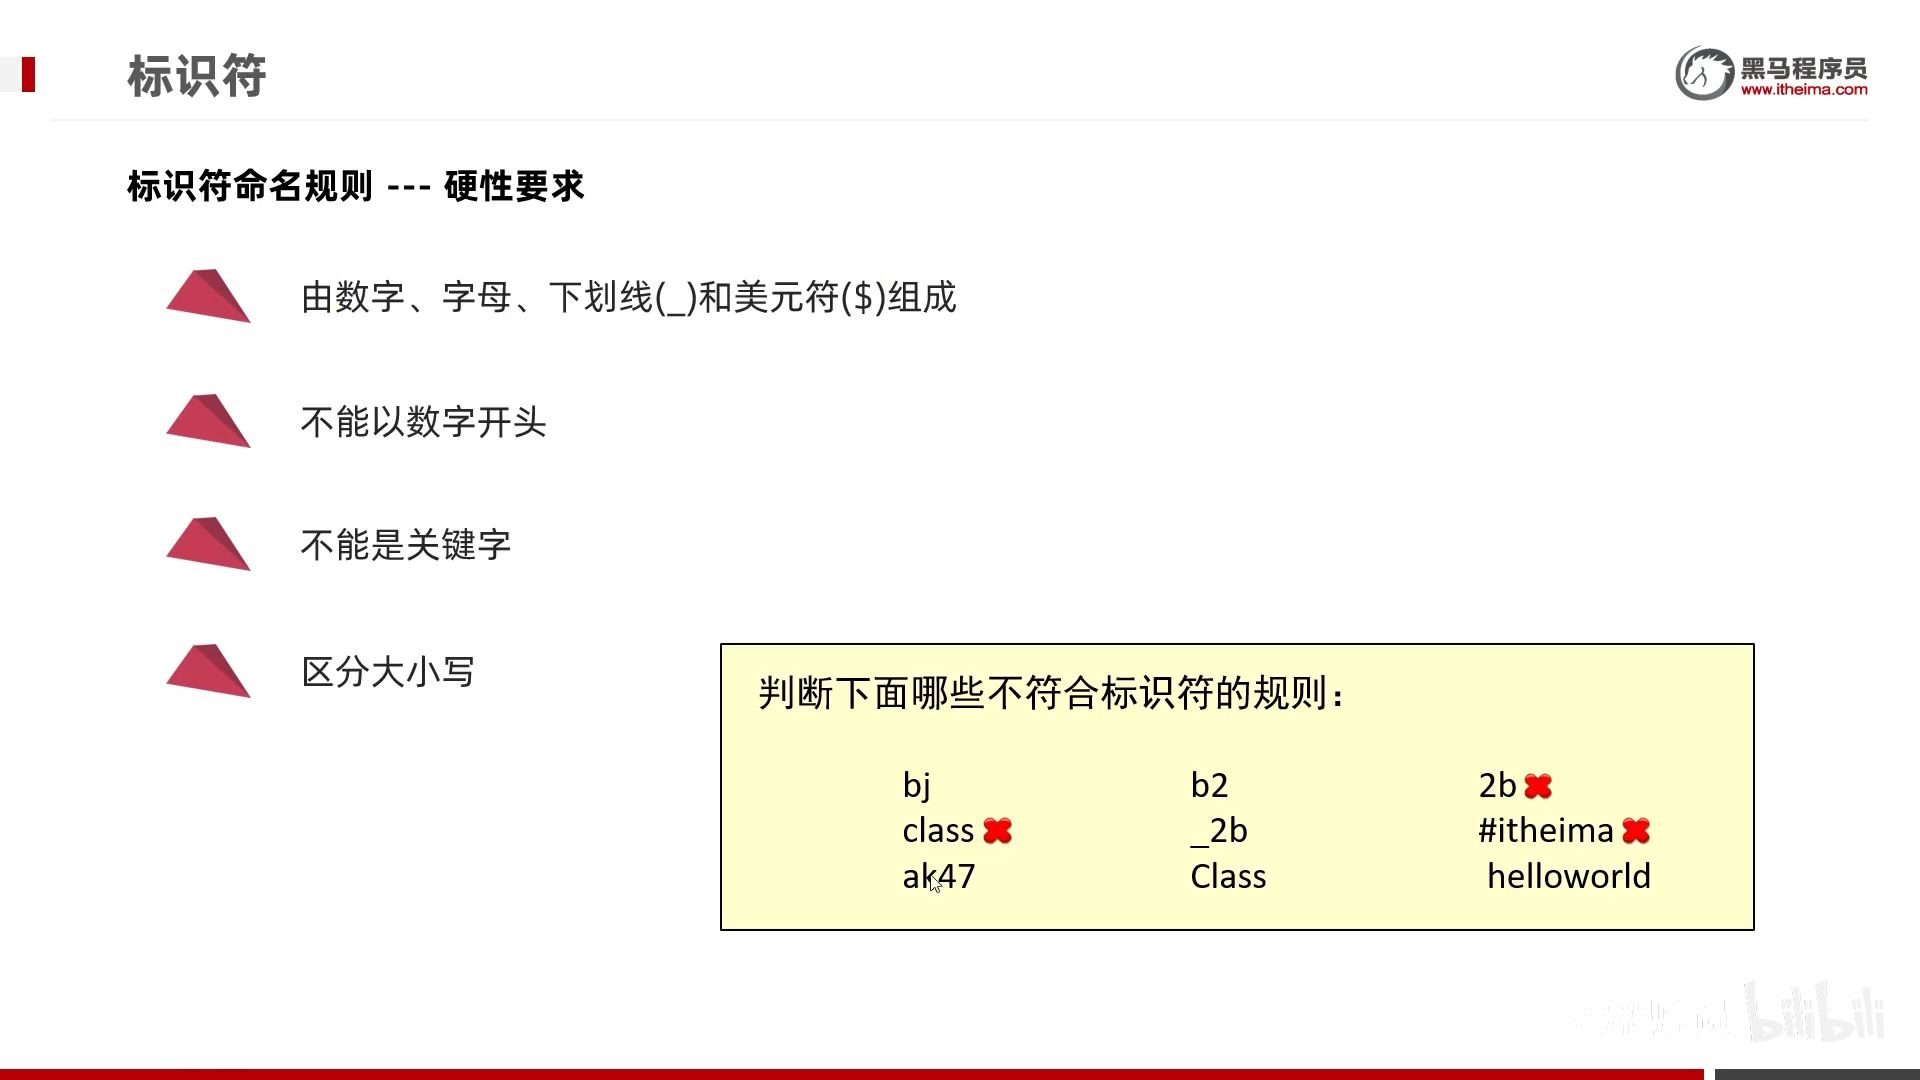 标识符
黑马程序员
www.itheima.com
标识符命名规则 --- 硬性要求
由数字、字母、下划线(_)和美元符($)组成
不能以数字开头
不能是关键字
区分大小写
判断下面哪些不符合标识符的规则：
bj b2 2b
class _2b #itheima
ak47 Class helloworld
bilibili